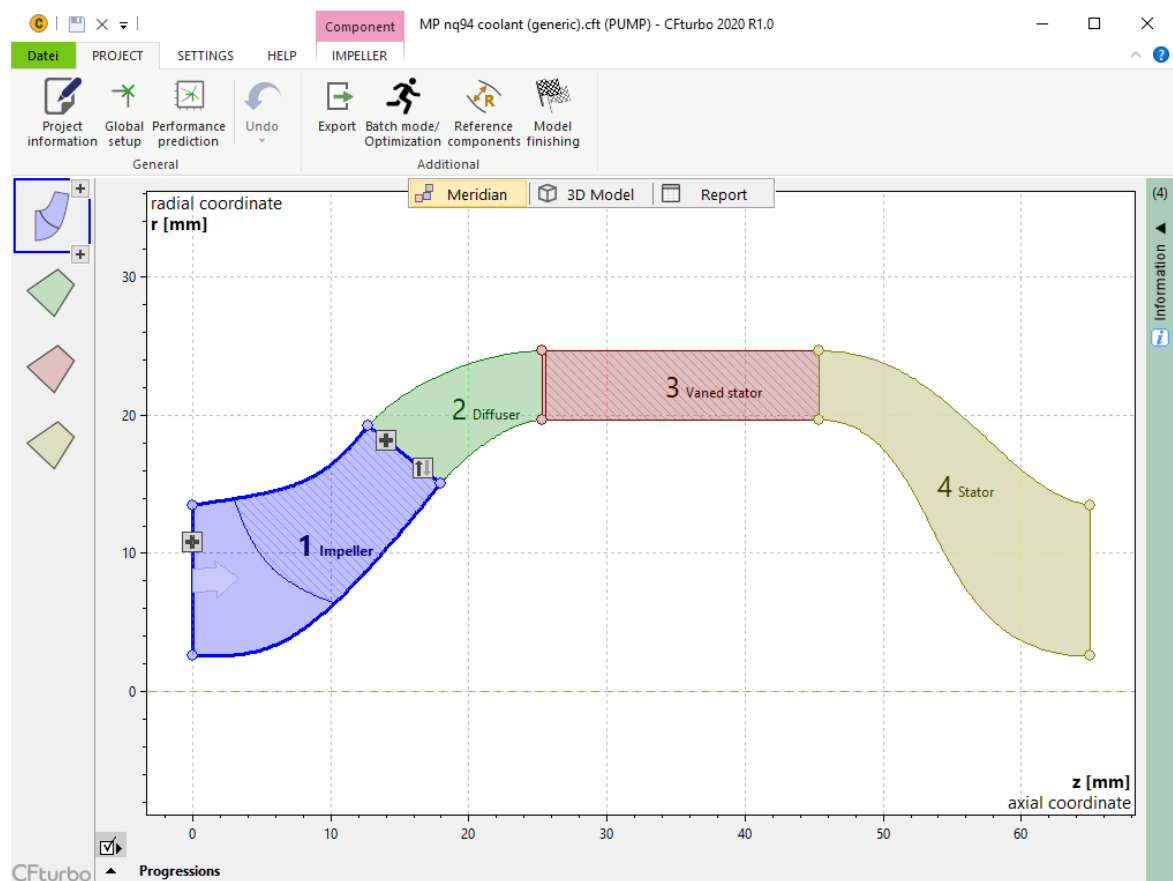 C
MP nq94 coolant (generic).cft (PUMP) - CFturbo 2020 R1.0
Component
Datei PROJECT SETTINGS HELP IMPELLER
?
Project information
Global setup
Performance prediction
Undo
Export
Batch mode/ Optimization
Reference components
Model finishing
R
General
Additional
Meridian
3D Model
Report
(4)
Information
i
radial coordinate
r [mm]
30
20
10
0
1 Impeller
2 Diffuser
3 Vaned stator
4 Stator
z [mm]
axial coordinate
0 10 20 30 40 50 60
CFturbo
Progressions